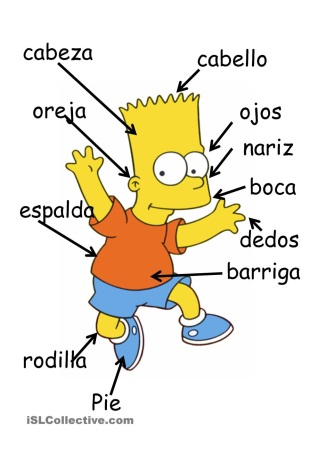 cabeza
cabello
oreja
ojos
nariz
boca
espalda
dedos
barriga
rodilla
Pie
iSLCollective.com